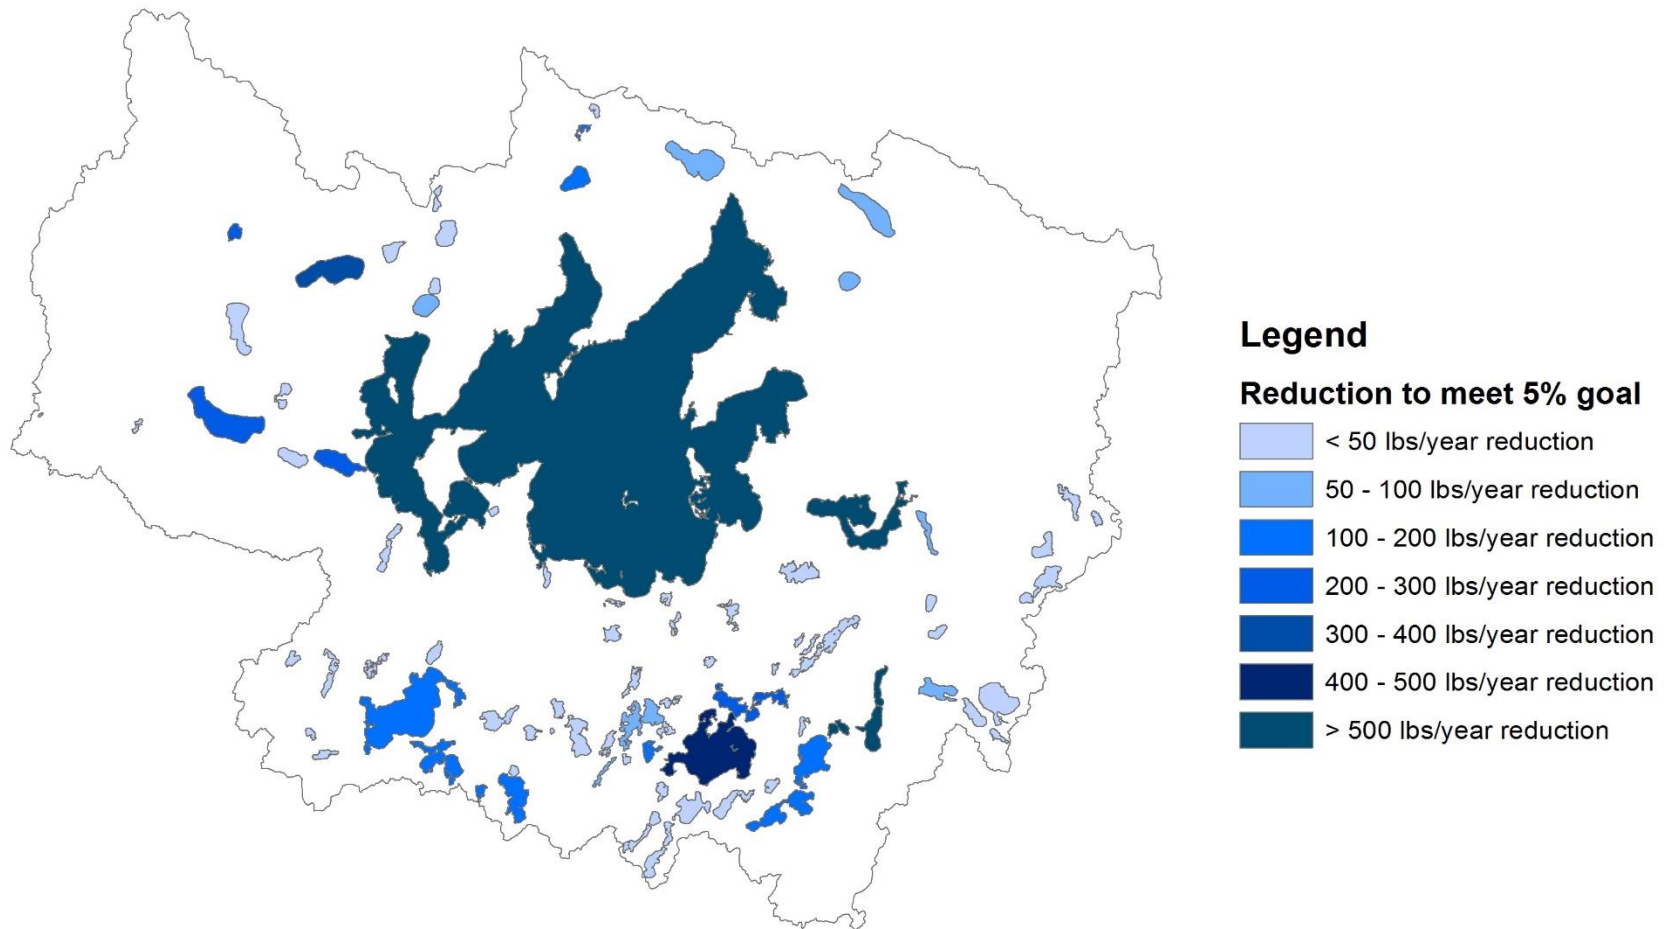 Legend
Reduction to meet 5% goal
< 50 lbs/year reduction
50 - 100 lbs/year reduction
100 - 200 lbs/year reduction
200 - 300 lbs/year reduction
300 - 400 lbs/year reduction
400 - 500 lbs/year reduction
> 500 lbs/year reduction